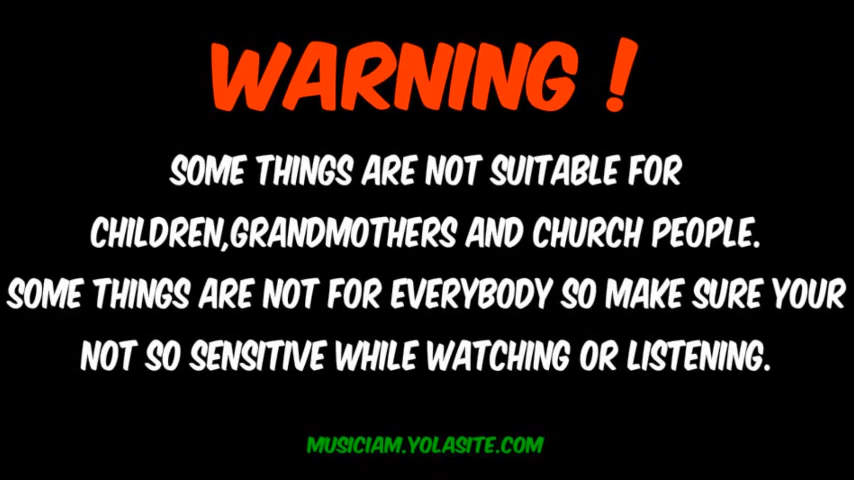 WARNING !
SOME THINGS ARE NOT SUITABLE FOR
CHILDREN,GRANDMOTHERS AND CHURCH PEOPLE.
SOME THINGS ARE NOT FOR EVERYBODY SO MAKE SURE YOUR
NOT SO SENSITIVE WHILE WATCHING OR LISTENING.
MUSICIAM.YOLASITE.COM